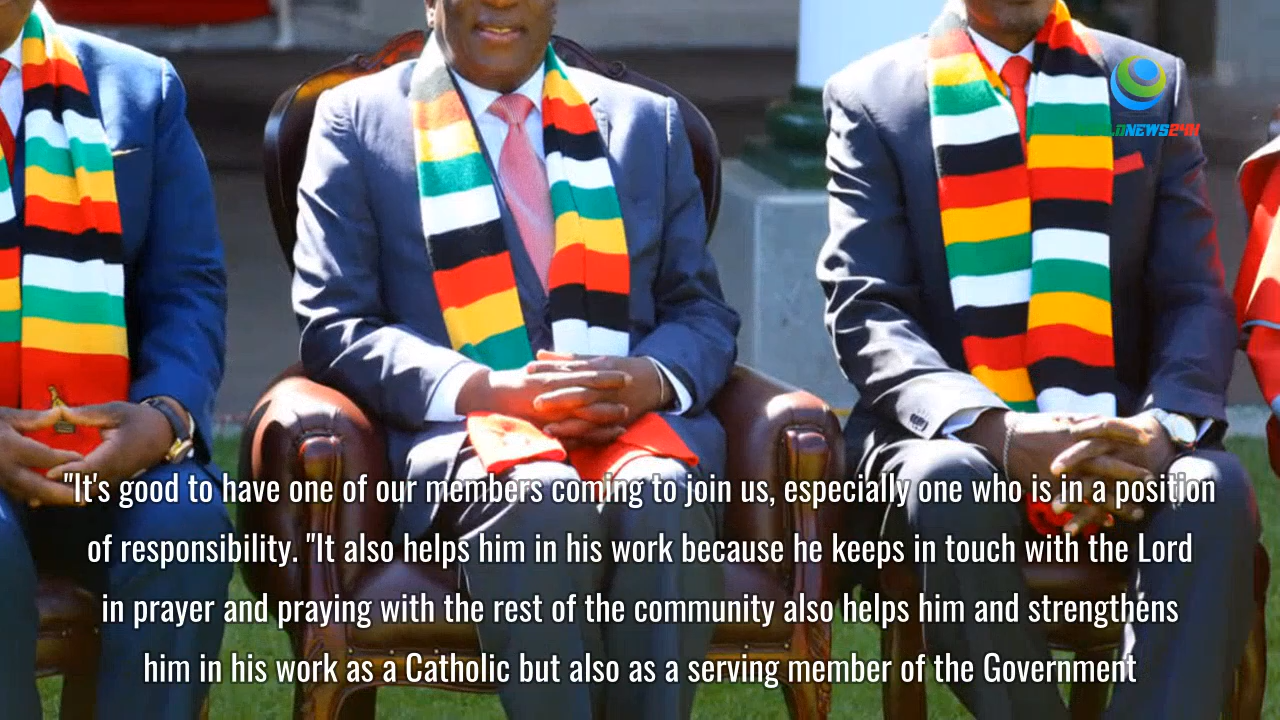 NEWS24H
"It's good to have one of our members coming to join us, especially one who is in a position
of responsibility. "It also helps him in his work because he keeps in touch with the Lord
in prayer and praying with the rest of the community also helps him and strengthens
him in his work as a Catholic but also as a serving member of the Government